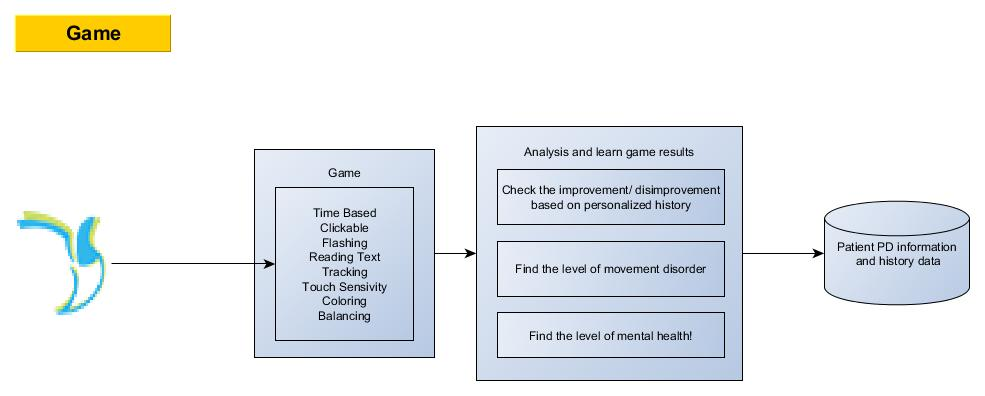 Game
Game
Time Based
Clickable
Flashing
Reading Text
Tracking
Touch Sensivity
Coloring
Balancing
Analysis and learn game results
Check the improvement/ disimprovement
based on personalized history
Find the level of movement disorder
Find the level of mental health!
Patient PD information
and history data